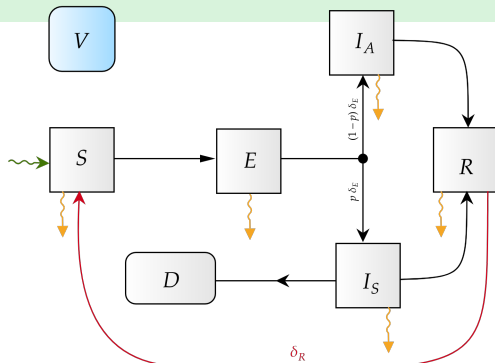 V
I_A
(1−p) δ_E
S
E
R
p δ_E
D
I_S
δ_R